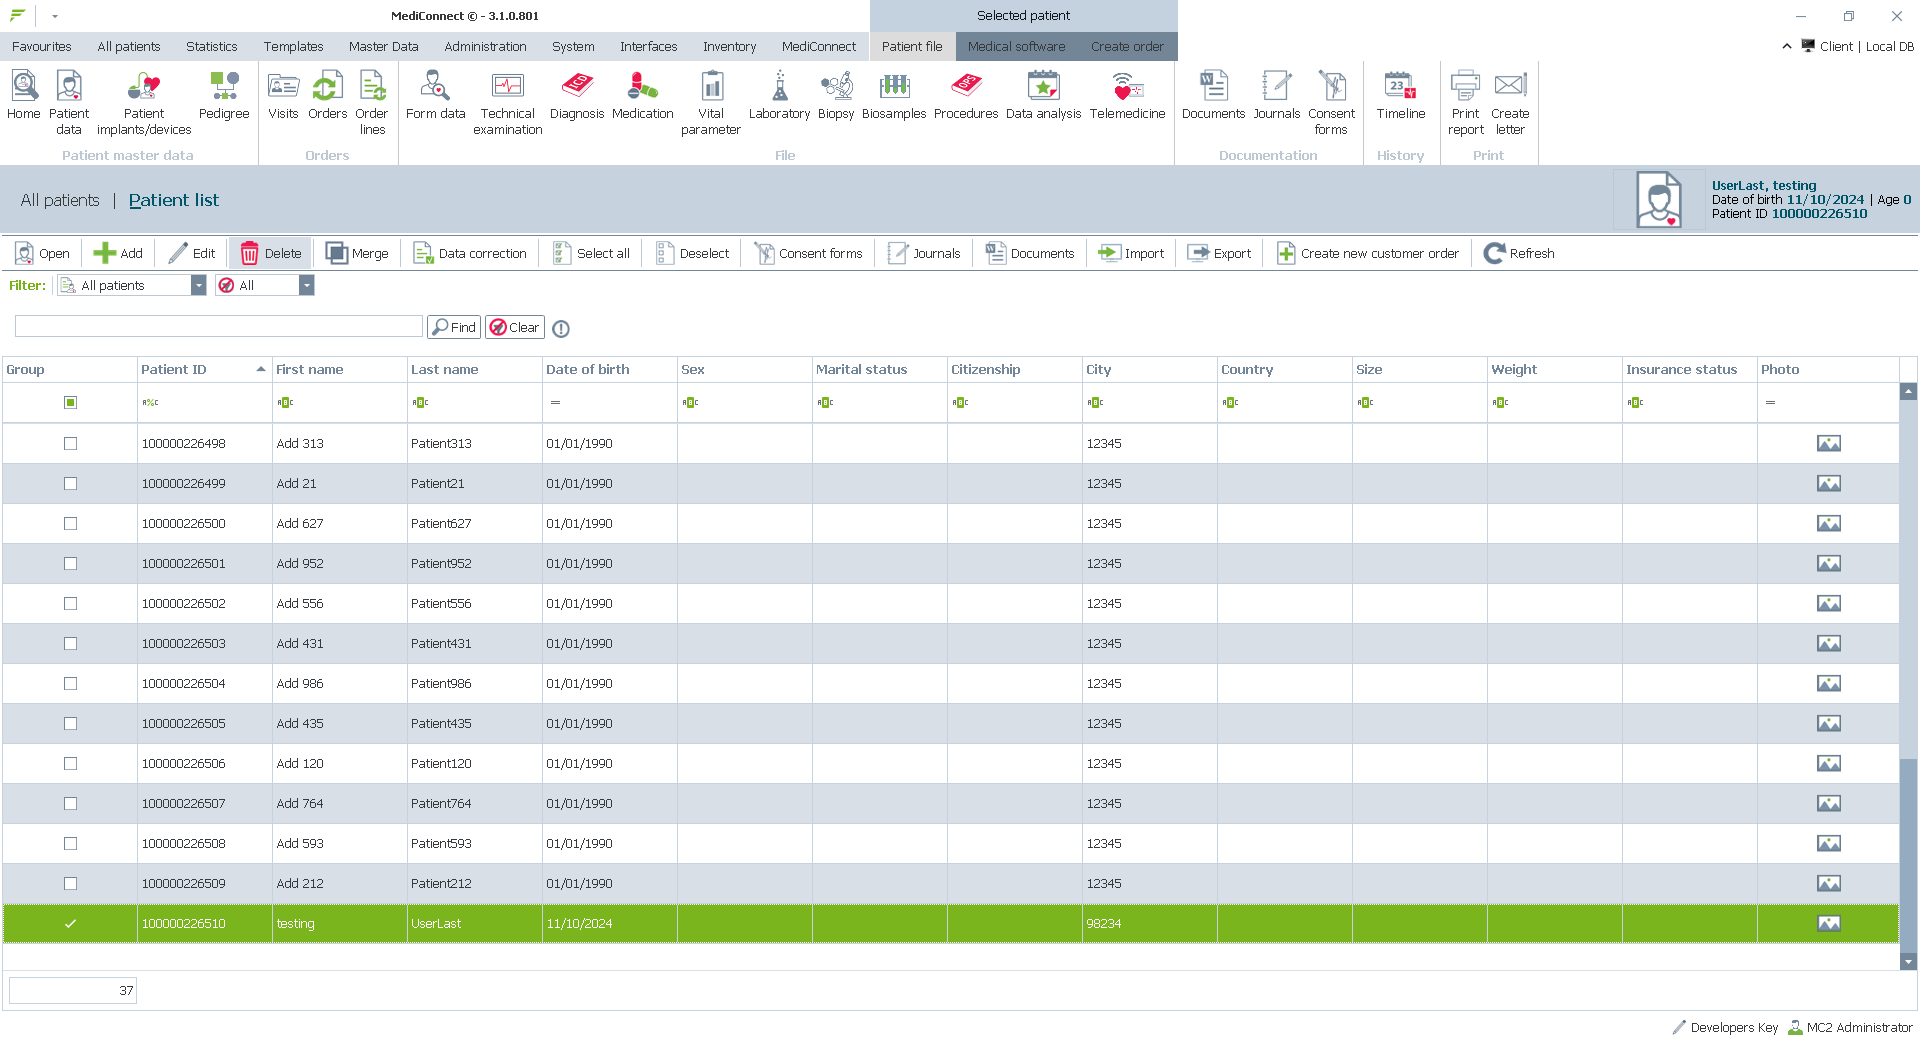 MediConnect © - 3.1.0.801
Selected patient
Favourites All patients Statistics Templates Master Data Administration System Interfaces Inventory MediConnect Patient file Medical software Create order
Client | Local DB
Home Patient data Patient implants/devices Pedigree Visits Orders Order lines Form data Technical examination Diagnosis Medication Vital parameter Laboratory Biopsy Biosamples Procedures Data analysis Telemedicine Documents Journals Consent forms Timeline Print report Create letter
Patient master data Orders File Documentation History Print
All patients | Patient list
UserLast, testing
Date of birth 11/10/2024 | Age 0
Patient ID 100000226510
Open Add Edit Delete Merge Data correction Select all Deselect Consent forms Journals Documents Import Export Create new customer order Refresh
Filter: All patients All
Find Clear
Group Patient ID First name Last name Date of birth Sex Marital status Citizenship City Country Size Weight Insurance status Photo
100000226498 Add 313 Patient313 01/01/1990 12345
100000226499 Add 21 Patient21 01/01/1990 12345
100000226500 Add 627 Patient627 01/01/1990 12345
100000226501 Add 952 Patient952 01/01/1990 12345
100000226502 Add 556 Patient556 01/01/1990 12345
100000226503 Add 431 Patient431 01/01/1990 12345
100000226504 Add 986 Patient986 01/01/1990 12345
100000226505 Add 435 Patient435 01/01/1990 12345
100000226506 Add 120 Patient120 01/01/1990 12345
100000226507 Add 764 Patient764 01/01/1990 12345
100000226508 Add 593 Patient593 01/01/1990 12345
100000226509 Add 212 Patient212 01/01/1990 12345
100000226510 testing UserLast 11/10/2024 98234
37
Developers Key MC2 Administrator